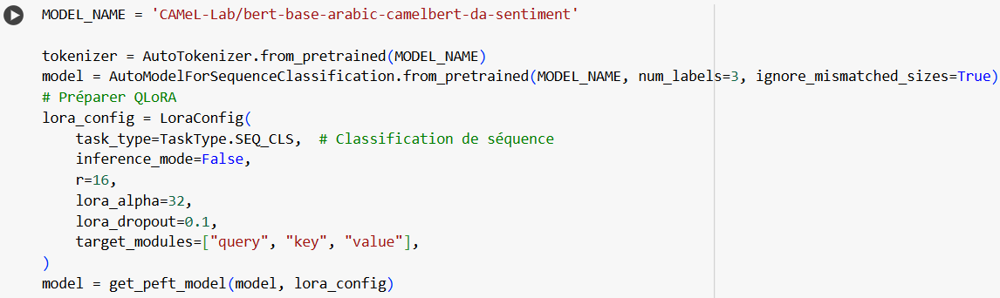 MODEL_NAME = 'CAMeL-Lab/bert-base-arabic-camelbert-da-sentiment'

tokenizer = AutoTokenizer.from_pretrained(MODEL_NAME)
model = AutoModelForSequenceClassification.from_pretrained(MODEL_NAME, num_labels=3, ignore_mismatched_sizes=True)
# Préparer QLoRA
lora_config = LoraConfig(
    task_type=TaskType.SEQ_CLS,  # Classification de séquence
    inference_mode=False,
    r=16,
    lora_alpha=32,
    lora_dropout=0.1,
    target_modules=["query", "key", "value"],
)
model = get_peft_model(model, lora_config)